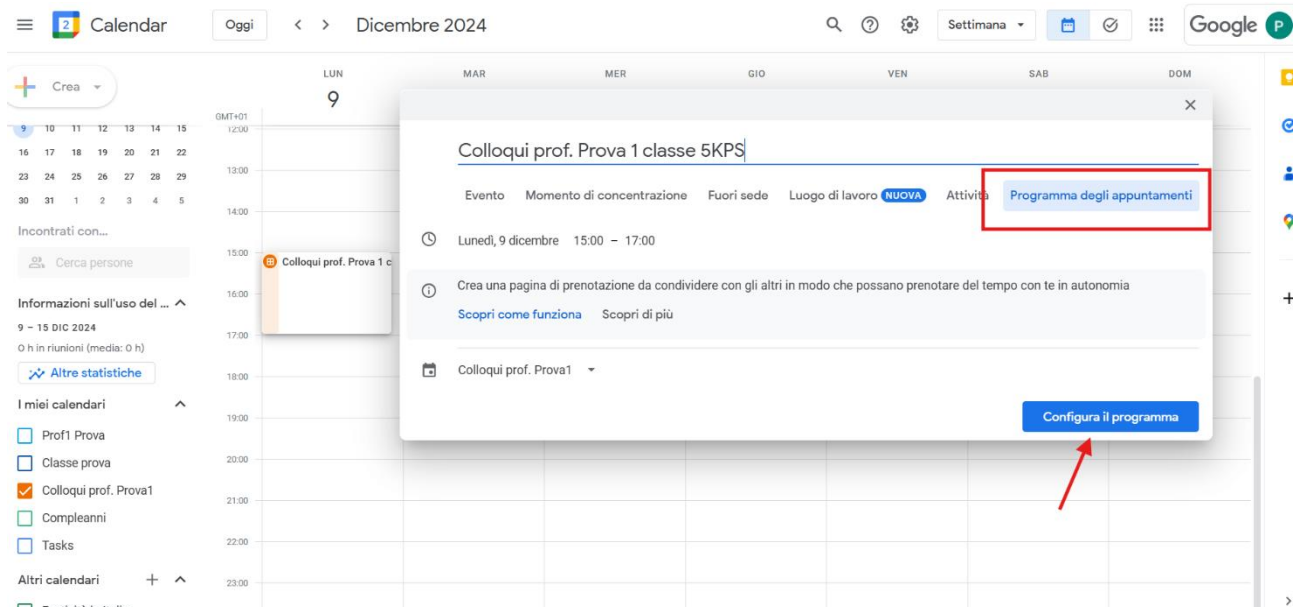 2 Calendar Oggi Dicembre 2024 Settimana Google P
Crea
LUN MAR MER GIO VEN SAB DOM
9
GMT+01
9 10 11 12 13 14 15
16 17 18 19 20 21 22
23 24 25 26 27 28 29
30 31 1 2 3 4 5
Incontrati con...
Cerca persone
Informazioni sull'uso del ...
9 – 15 DIC 2024
0 h in riunioni (media: 0 h)
Altre statistiche
I miei calendari
Prof1 Prova
Classe prova
Colloqui prof. Prova1
Compleanni
Tasks
Altri calendari
12:00
13:00
14:00
15:00
16:00
17:00
18:00
19:00
20:00
21:00
22:00
23:00
Colloqui prof. Prova 1 c
Colloqui prof. Prova 1 classe 5KPS
Evento Momento di concentrazione Fuori sede Luogo di lavoro NUOVA Attività Programma degli appuntamenti
Lunedì, 9 dicembre 15:00 – 17:00
Crea una pagina di prenotazione da condividere con gli altri in modo che possano prenotare del tempo con te in autonomia
Scopri come funziona Scopri di più
Colloqui prof. Prova1
Configura il programma